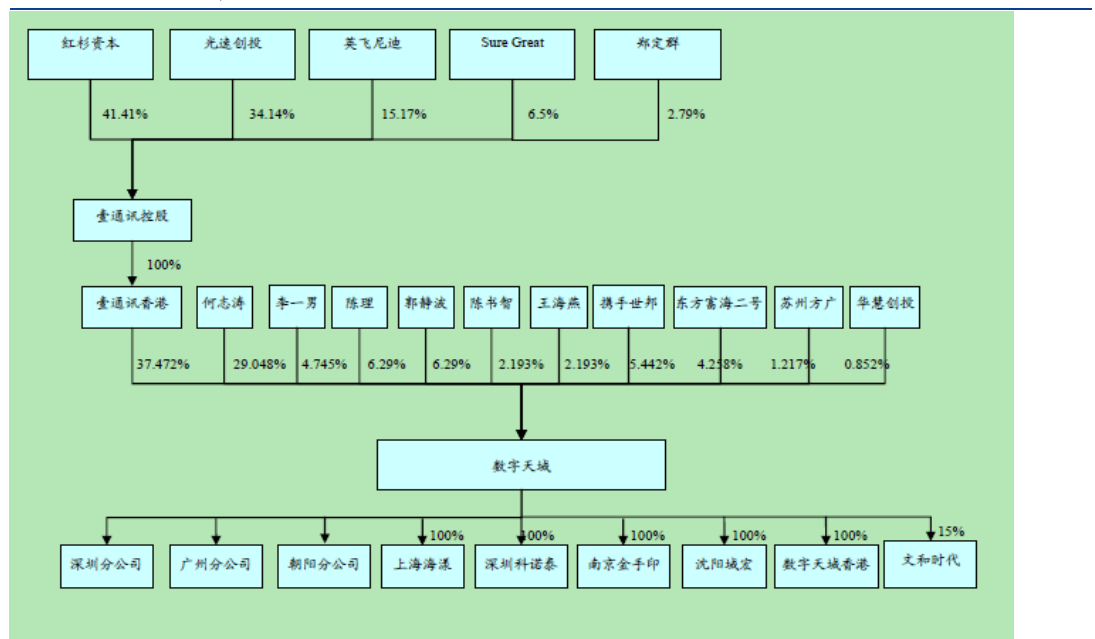 红杉资本 光速创投 英飞尼迪 Sure Great 郑定群
41.41% 34.14% 15.17% 6.5% 2.79%
壹通讯控股
100%
壹通讯香港 何志涛 李一男 陈理 郭静波 陈书智 王海燕 携手世邦 东方富海二号 苏州方广 华慧创投
37.472% 29.048% 4.745% 6.29% 6.29% 2.193% 2.193% 5.442% 4.258% 1.217% 0.852%
数字天域
100% 100% 100% 100% 100% 15%
深圳分公司 广州分公司 朝阳分公司 上海海漾 深圳科诺泰 南京金手印 沈阳域宏 数字天域香港 文和时代